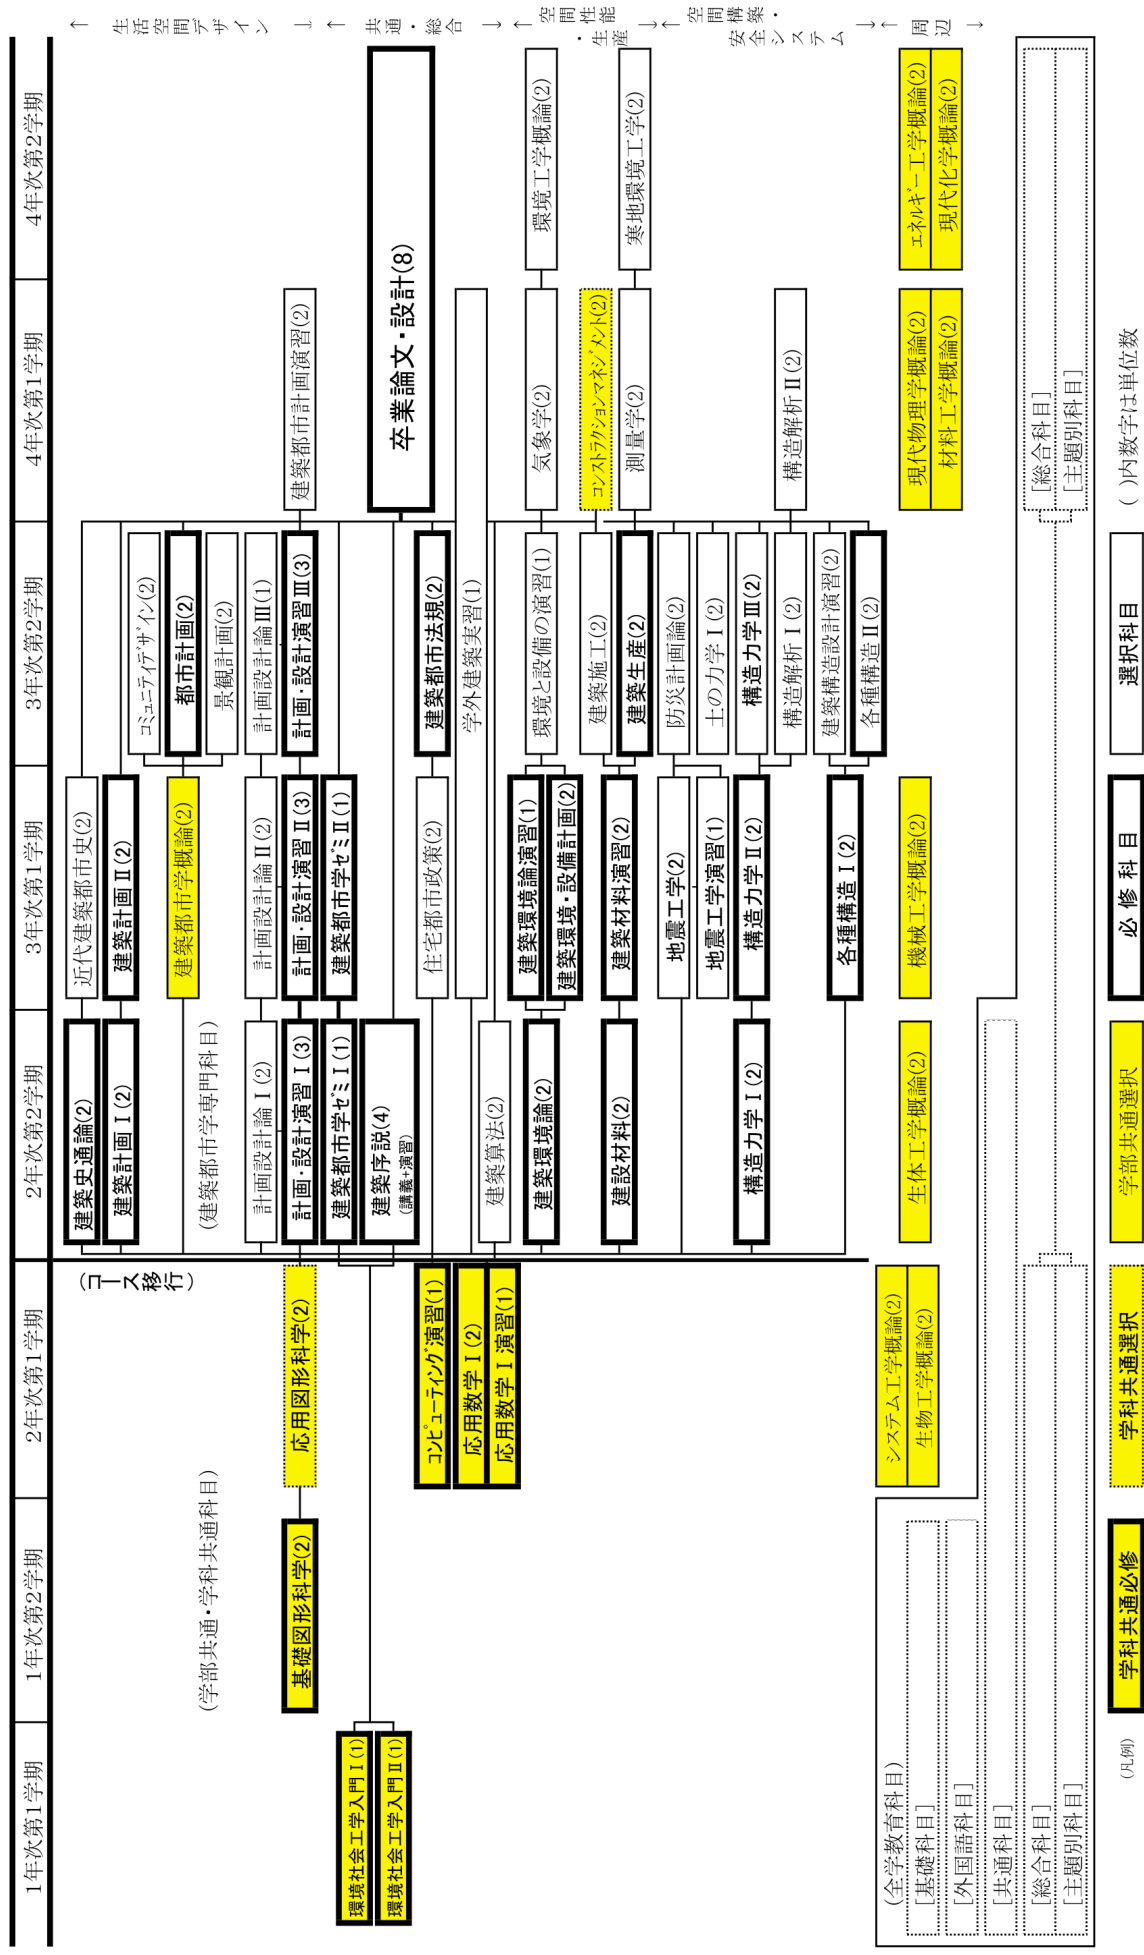 1年次第1学期
1年次第2学期
2年次第1学期
2年次第2学期
3年次第1学期
3年次第2学期
4年次第1学期
4年次第2学期
←
生活空間デザイン
→
←
共通・総合
→
←
空間性能
・生産
→
←
空間構築・
安全システム
→
←
周辺
→
(コース
移行)
(学部共通・学科共通科目)
(建築都市学専門科目)
建築史通論(2)
近代建築都市史(2)
建築計画Ⅰ(2)
建築計画Ⅱ(2)
コミュニティデザイン(2)
建築都市学概論(2)
都市計画(2)
景観計画(2)
計画設計論Ⅰ(2)
計画設計論Ⅱ(2)
計画設計論Ⅲ(1)
基礎図形科学(2)
応用図形科学(2)
計画・設計演習Ⅰ(3)
計画・設計演習Ⅱ(3)
計画・設計演習Ⅲ(3)
建築都市計画演習(2)
環境社会工学入門Ⅰ(1)
環境社会工学入門Ⅱ(1)
建築都市学ゼミⅠ(1)
建築都市学ゼミⅡ(1)
建築序説(4)
(講義+演習)
卒業論文・設計(8)
コンピューティング演習(1)
住宅都市政策(2)
建築都市法規(2)
応用数学Ⅰ(2)
学外建築実習(1)
応用数学Ⅰ演習(1)
建築算法(2)
建築環境論(2)
建築環境論演習(1)
建築環境・設備計画(2)
環境と設備の演習(1)
気象学(2)
環境工学概論(2)
建築施工(2)
コンストラクションマネジメント(2)
建設材料(2)
建築材料演習(2)
建築生産(2)
測量学(2)
寒地環境工学(2)
地震工学(2)
防災計画論(2)
地震工学演習(1)
土の力学Ⅰ(2)
構造力学Ⅰ(2)
構造力学Ⅱ(2)
構造力学Ⅲ(2)
構造解析Ⅰ(2)
構造解析Ⅱ(2)
建築構造設計演習(2)
各種構造Ⅰ(2)
各種構造Ⅱ(2)
システム工学概論(2)
生物工学概論(2)
生体工学概論(2)
機械工学概論(2)
現代物理学概論(2)
材料工学概論(2)
エネルギー工学概論(2)
現代化学概論(2)
(全学教育科目)
[基礎科目]
[外国語科目]
[共通科目]
[総合科目]
[主題別科目]
[総合科目]
[主題別科目]
(凡例)
学科共通必修
学科共通選択
学部共通選択
必修科目
選択科目
( )内数字は単位数